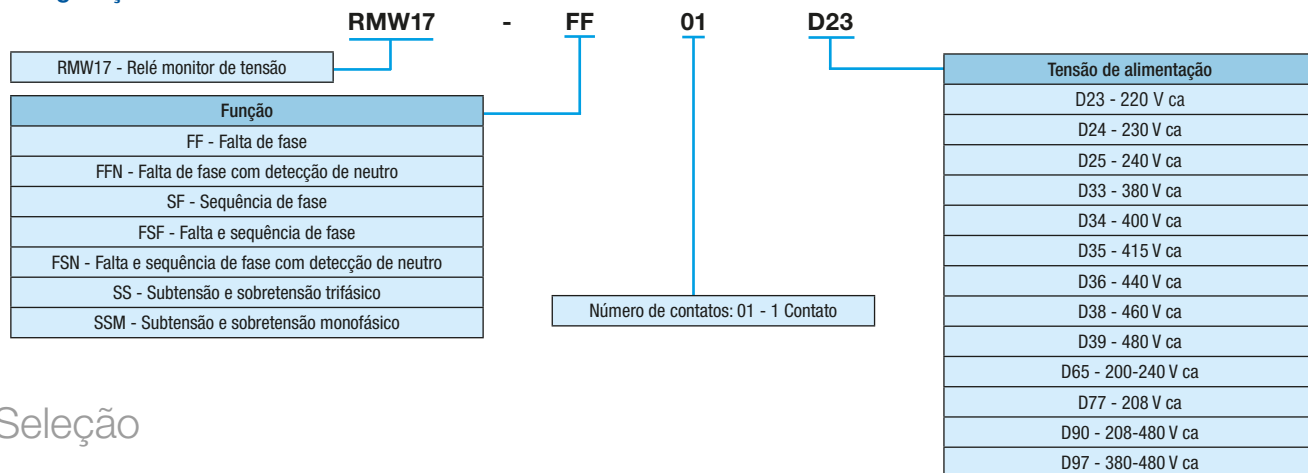 RMW17 - FF 01 D23
RMW17 - Relé monitor de tensão
Função
FF - Falta de fase
FFN - Falta de fase com detecção de neutro
SF - Sequência de fase
FSF - Falta e sequência de fase
FSN - Falta e sequência de fase com detecção de neutro
SS - Subtensão e sobretensão trifásico
SSM - Subtensão e sobretensão monofásico
Número de contatos: 01 - 1 Contato
Tensão de alimentação
D23 - 220 V ca
D24 - 230 V ca
D25 - 240 V ca
D33 - 380 V ca
D34 - 400 V ca
D35 - 415 V ca
D36 - 440 V ca
D38 - 460 V ca
D39 - 480 V ca
D65 - 200-240 V ca
D77 - 208 V ca
D90 - 208-480 V ca
D97 - 380-480 V ca
Seleção